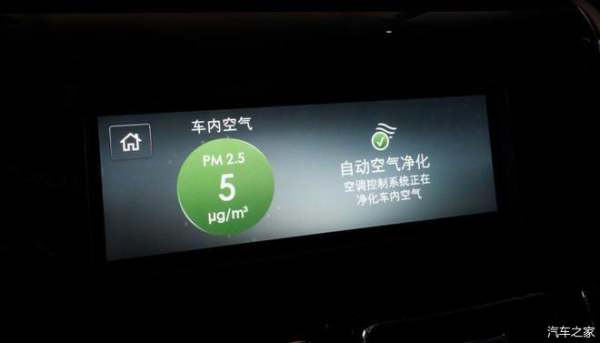 车内空气
PM 2.5
5
µg/m³
自动空气净化
空调控制系统正在
净化车内空气
汽车之家